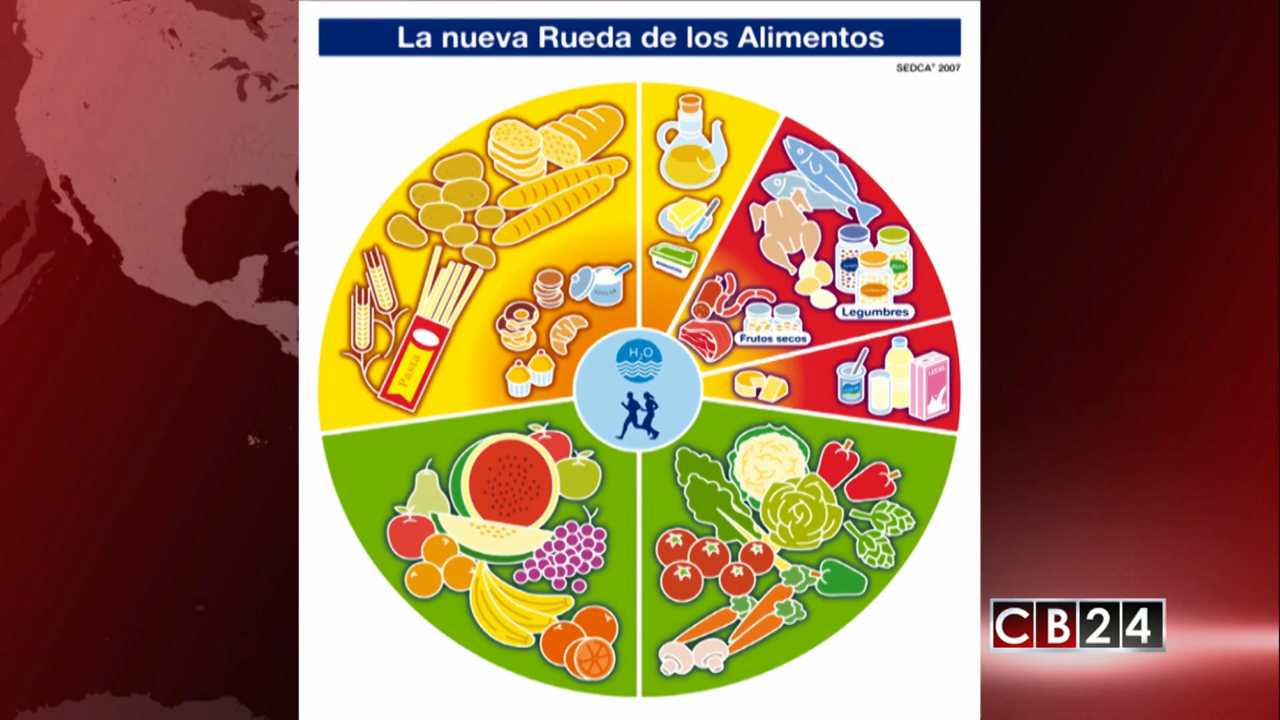 La nueva Rueda de los Alimentos
SEDCA® 2007
Legumbres
Frutos secos
H₂O
LECHE
Pasta
CB24